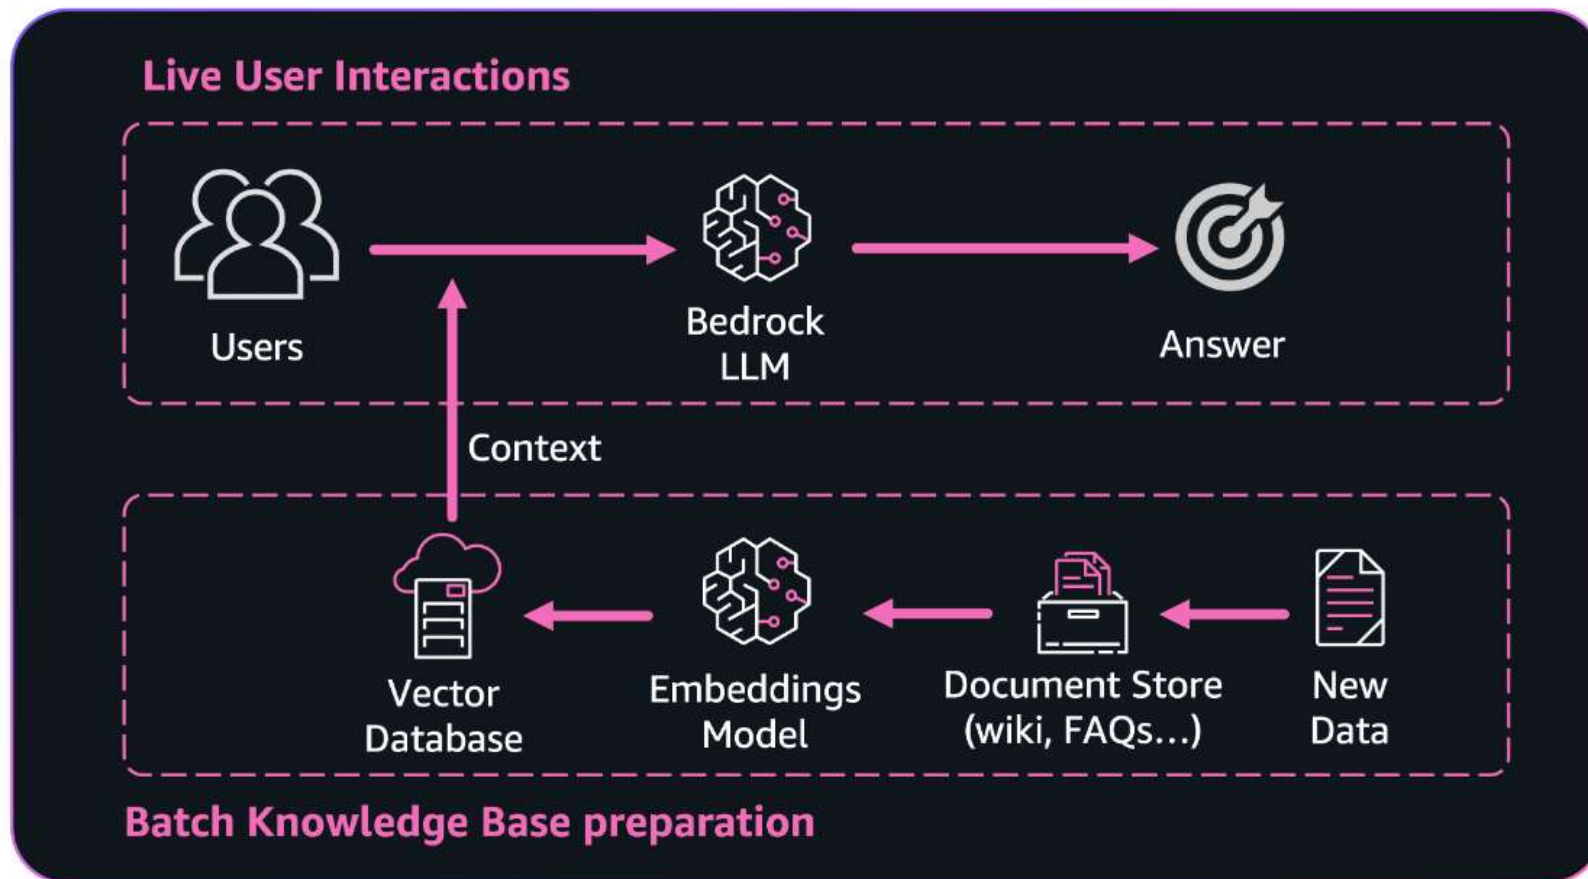 Live User Interactions
Users
Bedrock
LLM
Answer
Context
Vector
Database
Embeddings
Model
Document Store
(wiki, FAQs...)
New
Data
Batch Knowledge Base preparation